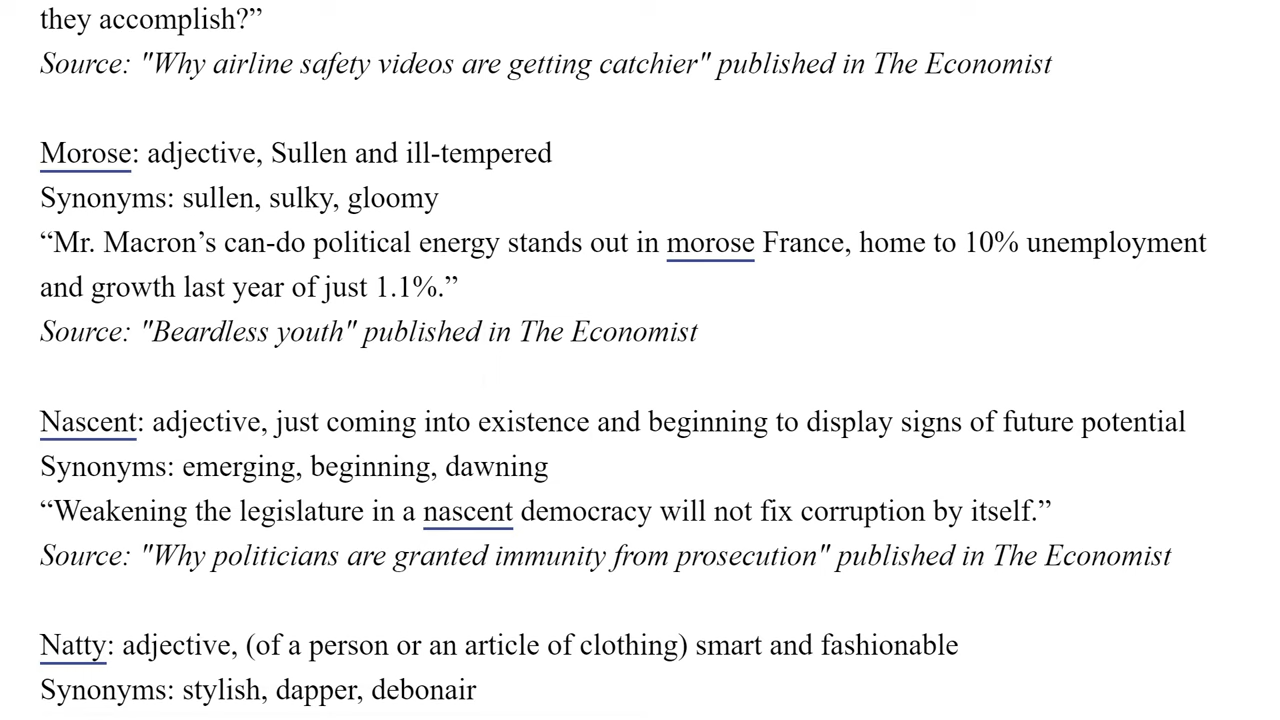 they accomplish?”
Source: "Why airline safety videos are getting catchier" published in The Economist
Morose: adjective, Sullen and ill-tempered
Synonyms: sullen, sulky, gloomy
“Mr. Macron’s can-do political energy stands out in morose France, home to 10% unemployment
and growth last year of just 1.1%.”
Source: "Beardless youth" published in The Economist
Nascent: adjective, just coming into existence and beginning to display signs of future potential
Synonyms: emerging, beginning, dawning
“Weakening the legislature in a nascent democracy will not fix corruption by itself.”
Source: "Why politicians are granted immunity from prosecution" published in The Economist
Natty: adjective, (of a person or an article of clothing) smart and fashionable
Synonyms: stylish, dapper, debonair